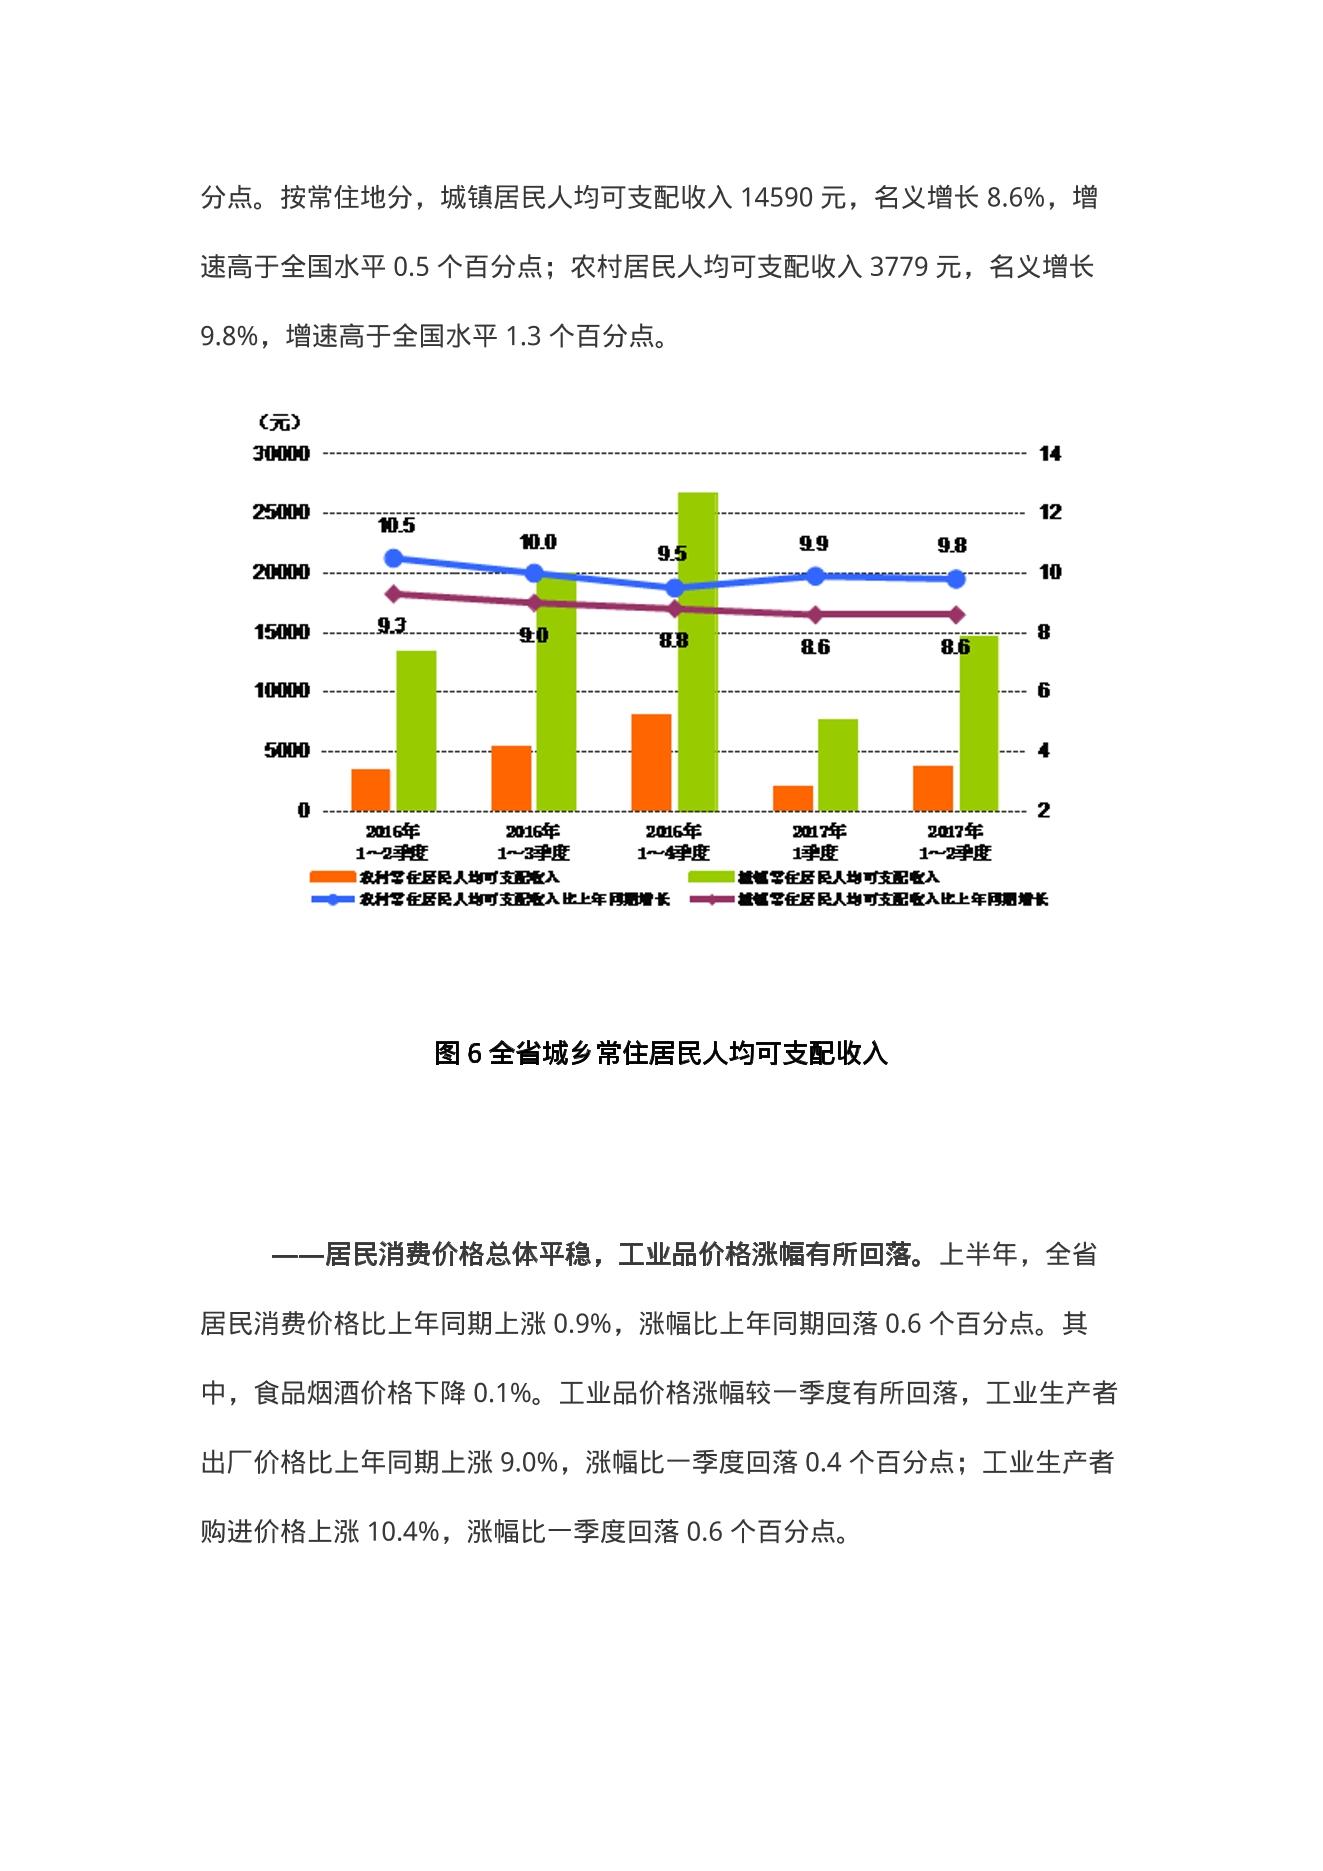 分点。按常住地分，城镇居民人均可支配收入 14590 元，名义增长 8.6%，增
速高于全国水平 0.5 个百分点；农村居民人均可支配收入 3779 元，名义增长
9.8%，增速高于全国水平 1.3 个百分点。
（元）
30000 14
25000 12
10.5 10.0 9.5 9.9 9.8
20000 10
9.3 9.0 8.8 8.6 8.6
15000 8
10000 6
5000 4
0 2
2016年 2016年 2016年 2017年 2017年
1～2季度 1～3季度 1～4季度 1季度 1～2季度
农村常住居民人均可支配收入 城镇常住居民人均可支配收入
农村常住居民人均可支配收入比上年同期增长 城镇常住居民人均可支配收入比上年同期增长
图 6 全省城乡常住居民人均可支配收入
——居民消费价格总体平稳，工业品价格涨幅有所回落。上半年，全省
居民消费价格比上年同期上涨 0.9%，涨幅比上年同期回落 0.6 个百分点。其
中，食品烟酒价格下降 0.1%。工业品价格涨幅较一季度有所回落，工业生产者
出厂价格比上年同期上涨 9.0%，涨幅比一季度回落 0.4 个百分点；工业生产者
购进价格上涨 10.4%，涨幅比一季度回落 0.6 个百分点。